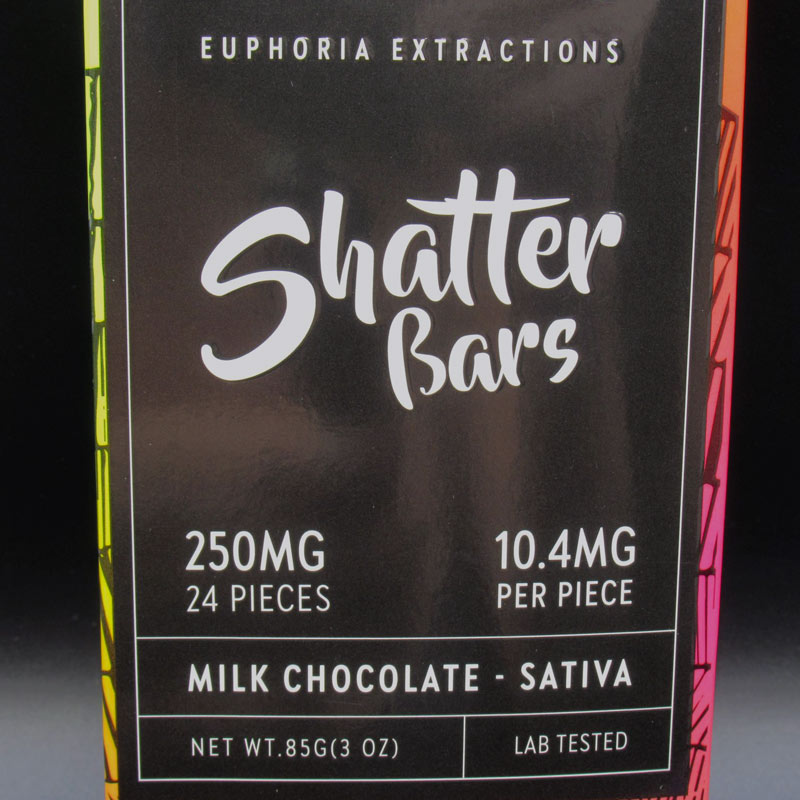 EUPHORIA EXTRACTIONS
Shatter
Bars
250MG
24 PIECES
10.4MG
PER PIECE
MILK CHOCOLATE - SATIVA
NET WT.85G(3 OZ)
LAB TESTED